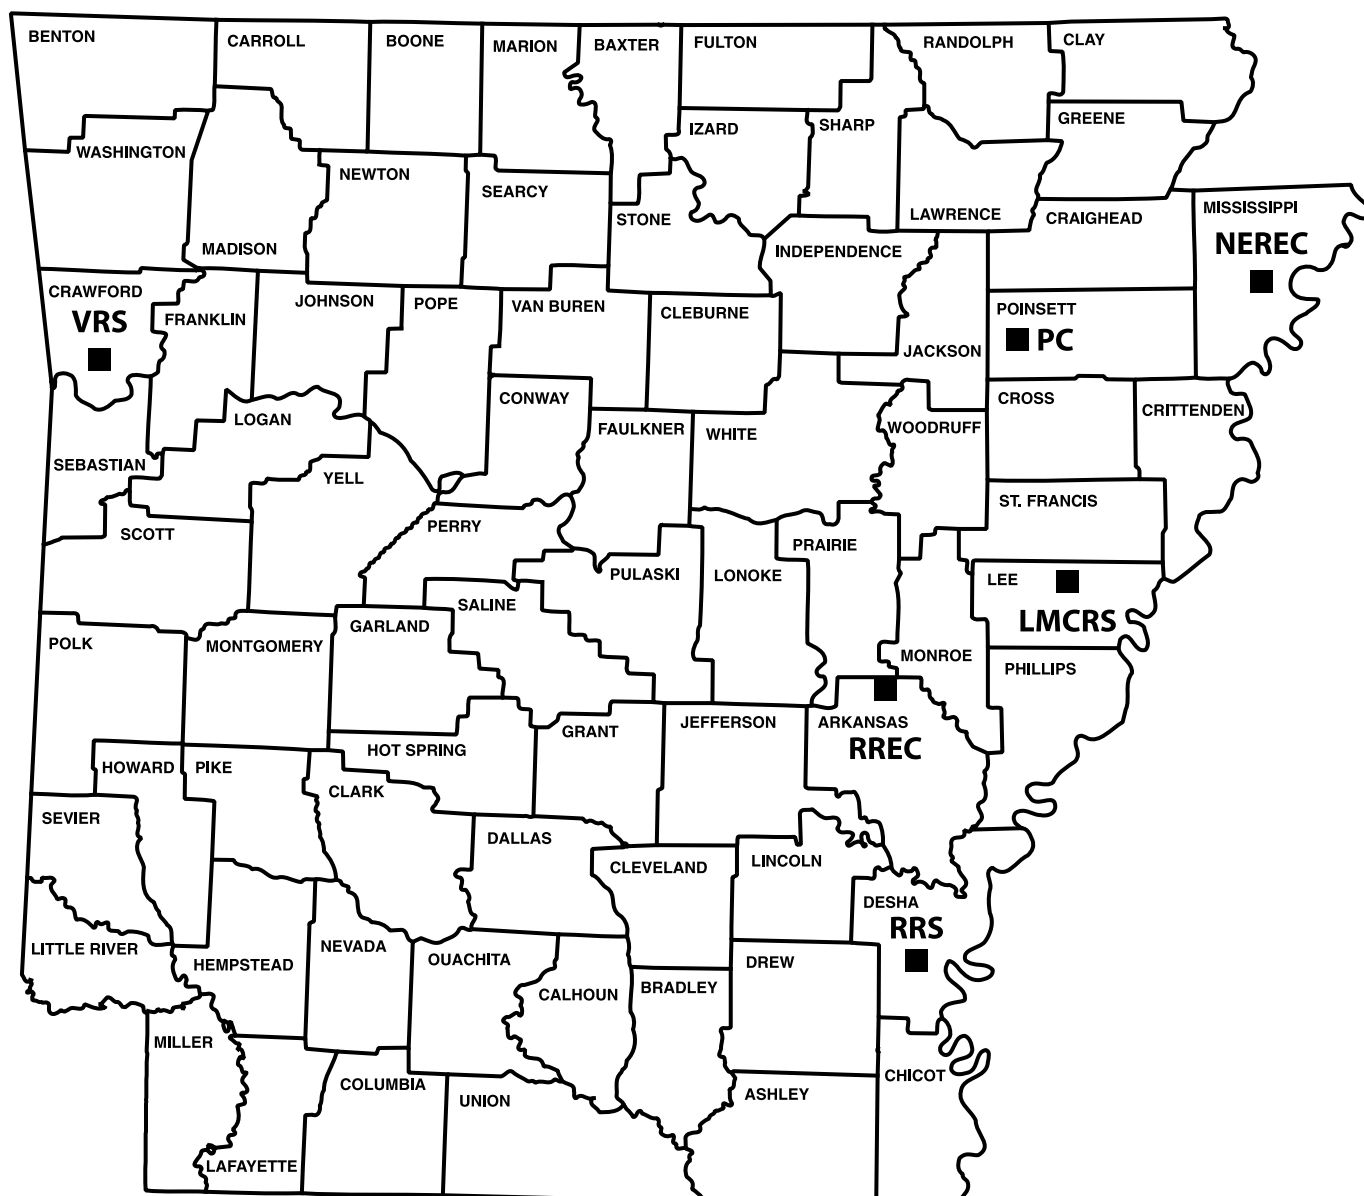 BENTON
CARROLL
BOONE
MARION
BAXTER
FULTON
RANDOLPH
CLAY
WASHINGTON
IZARD
SHARP
GREENE
NEWTON
SEARCY
STONE
LAWRENCE
CRAIGHEAD
MISSISSIPPI
NEREC
MADISON
INDEPENDENCE
CRAWFORD
VRS
FRANKLIN
JOHNSON
POPE
VAN BUREN
CLEBURNE
JACKSON
POINSETT
PC
LOGAN
CONWAY
FAULKNER
WHITE
WOODRUFF
CROSS
CRITTENDEN
SEBASTIAN
YELL
ST. FRANCIS
SCOTT
PERRY
PULASKI
LONOKE
PRAIRIE
LEE
LMCRS
POLK
MONTGOMERY
GARLAND
SALINE
MONROE
PHILLIPS
HOT SPRING
GRANT
JEFFERSON
ARKANSAS
RREC
HOWARD
PIKE
CLARK
SEVIER
DALLAS
CLEVELAND
LINCOLN
DESHA
RRS
LITTLE RIVER
HEMPSTEAD
NEVADA
OUACHITA
CALHOUN
BRADLEY
DREW
MILLER
COLUMBIA
UNION
ASHLEY
CHICOT
LAFAYETTE